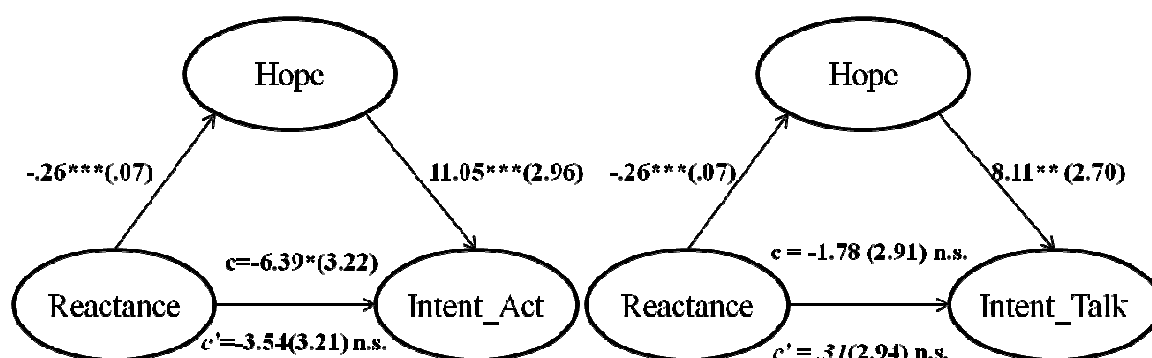 Hope
Hope
-.26***(.07)
11.05***(2.96)
-.26***(.07)
8.11** (2.70)
c=-6.39*(3.22)
c = -1.78 (2.91) n.s.
Reactance
Intent_Act
Reactance
Intent_Talk
c'=-3.54(3.21) n.s.
c' = .31(2.94) n.s.